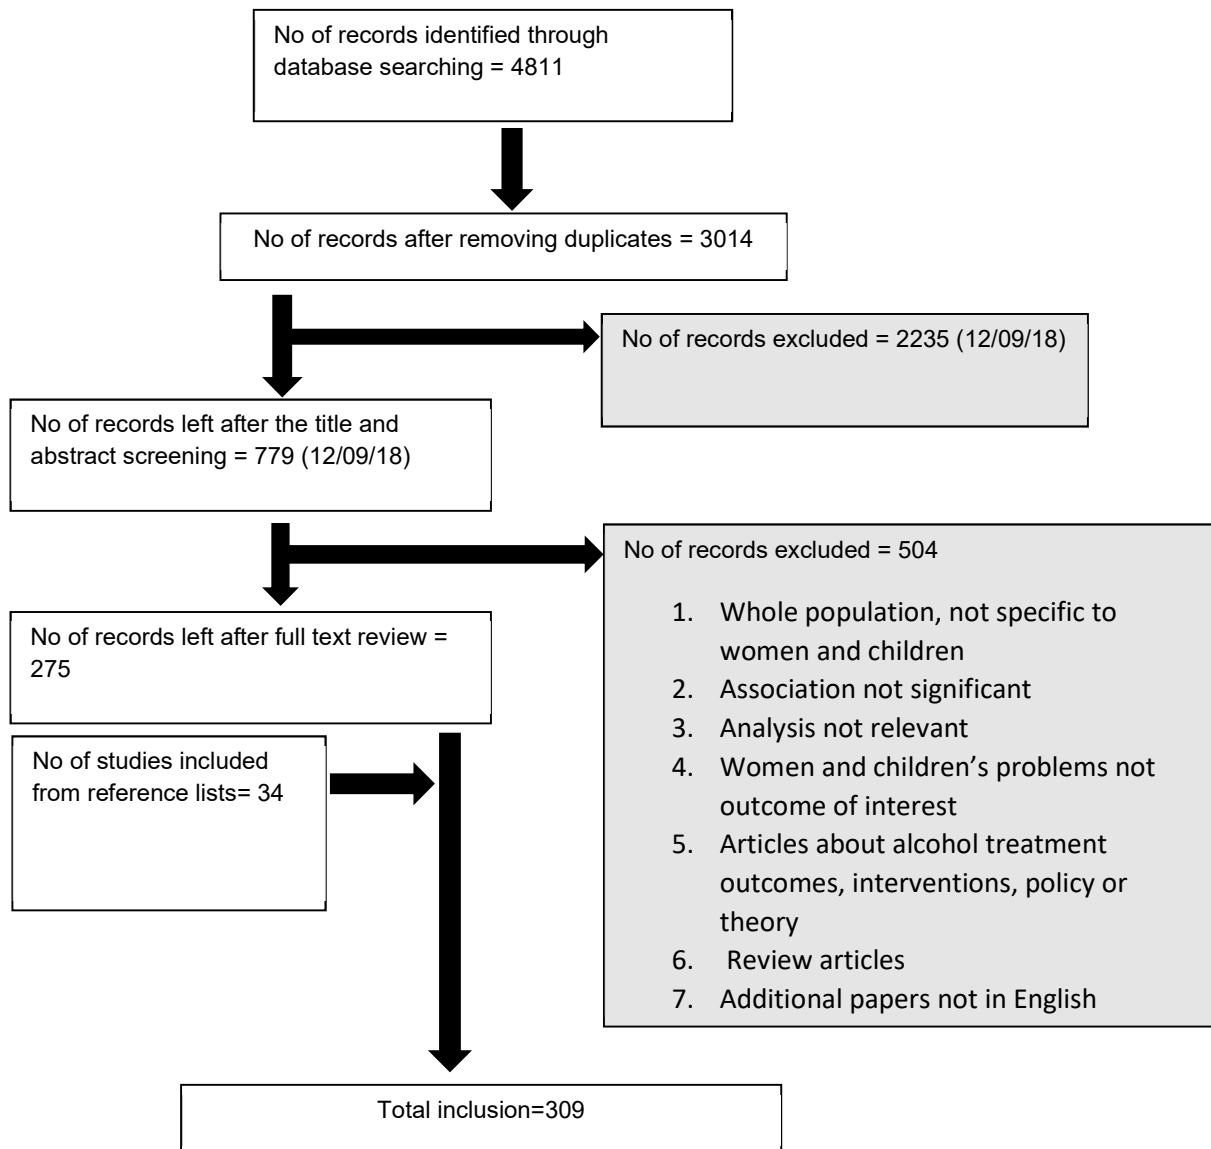 No of records identified through
database searching = 4811
No of records after removing duplicates = 3014
No of records excluded = 2235 (12/09/18)
No of records left after the title and
abstract screening = 779 (12/09/18)
No of records excluded = 504
1. Whole population, not specific to
women and children
2. Association not significant
3. Analysis not relevant
4. Women and children’s problems not
outcome of interest
5. Articles about alcohol treatment
outcomes, interventions, policy or
theory
6. Review articles
7. Additional papers not in English
No of records left after full text review =
275
No of studies included
from reference lists= 34
Total inclusion=309